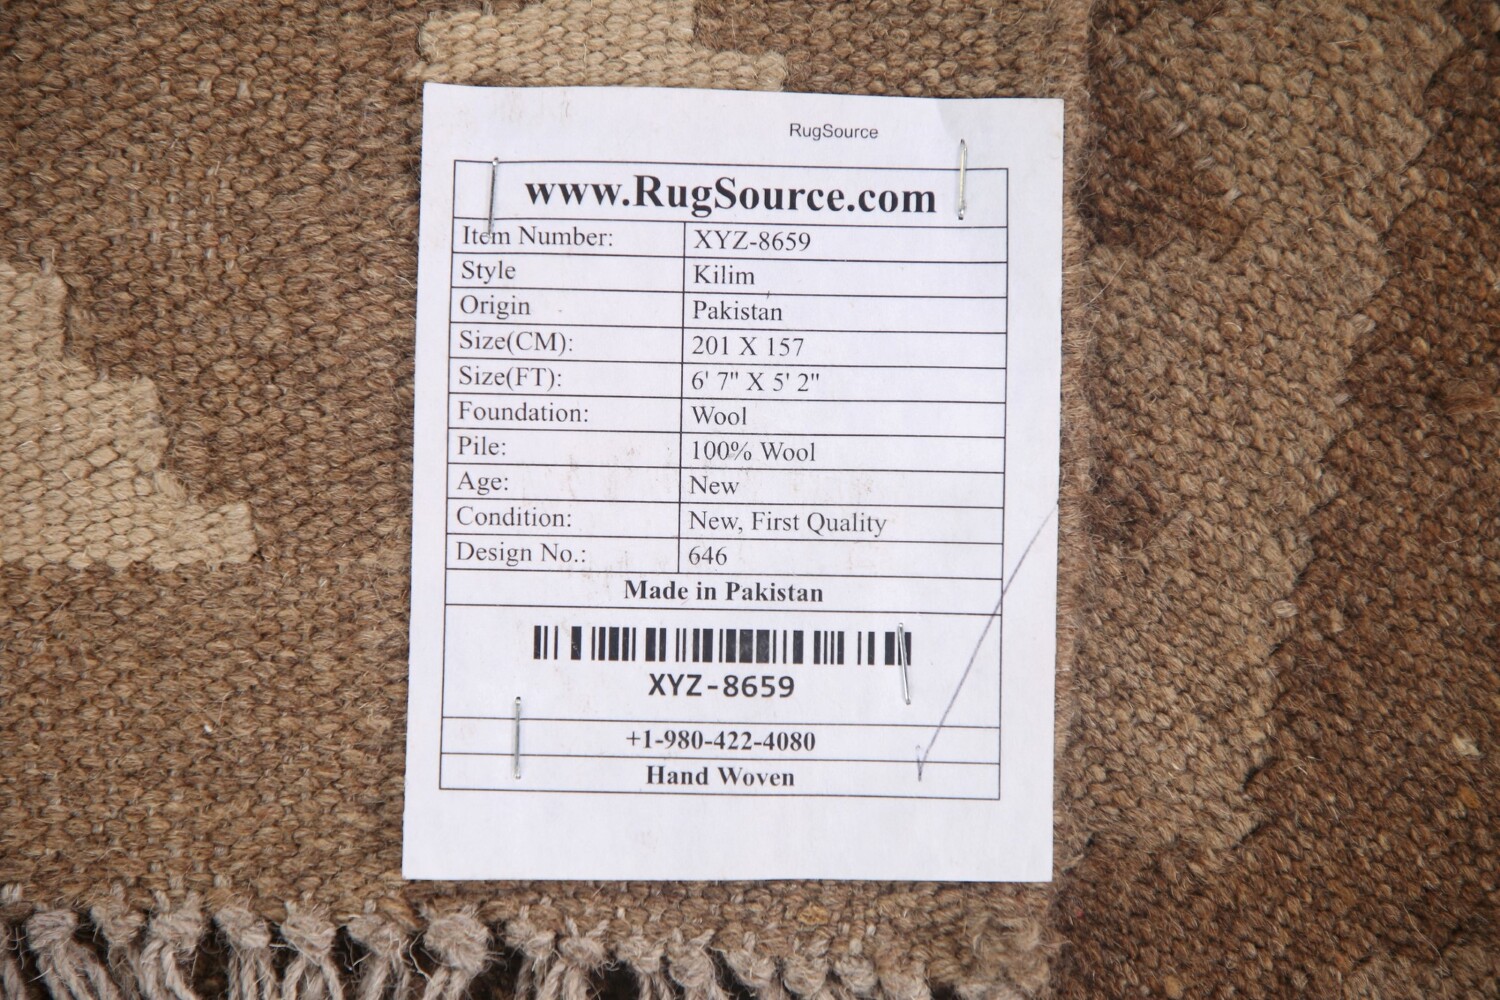 RugSource
www.RugSource.com
Item Number: XYZ-8659
Style Kilim
Origin Pakistan
Size(CM): 201 X 157
Size(FT): 6' 7" X 5' 2"
Foundation: Wool
Pile: 100% Wool
Age: New
Condition: New, First Quality
Design No.: 646
Made in Pakistan
XYZ-8659
+1-980-422-4080
Hand Woven